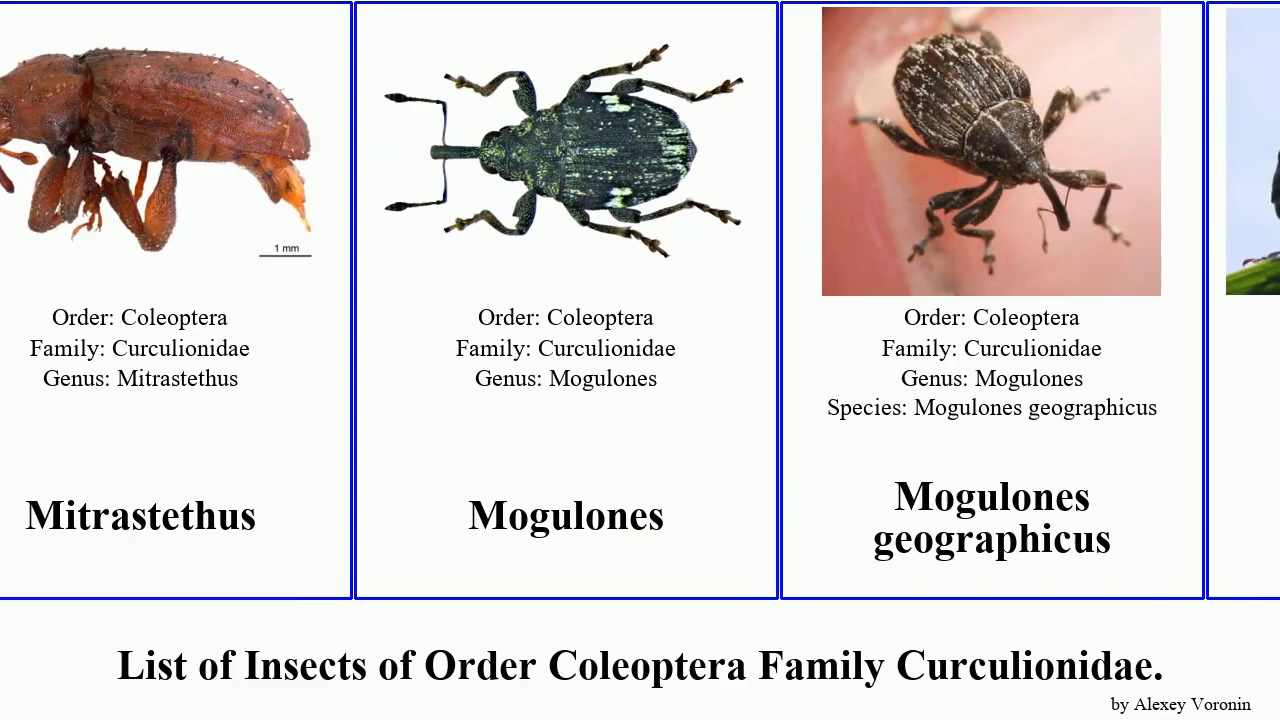 1 mm
Order: Coleoptera
Family: Curculionidae
Genus: Mitrastethus
Mitrastethus
Order: Coleoptera
Family: Curculionidae
Genus: Mogulones
Mogulones
Order: Coleoptera
Family: Curculionidae
Genus: Mogulones
Species: Mogulones geographicus
Mogulones
geographicus
List of Insects of Order Coleoptera Family Curculionidae.
by Alexey Voronin